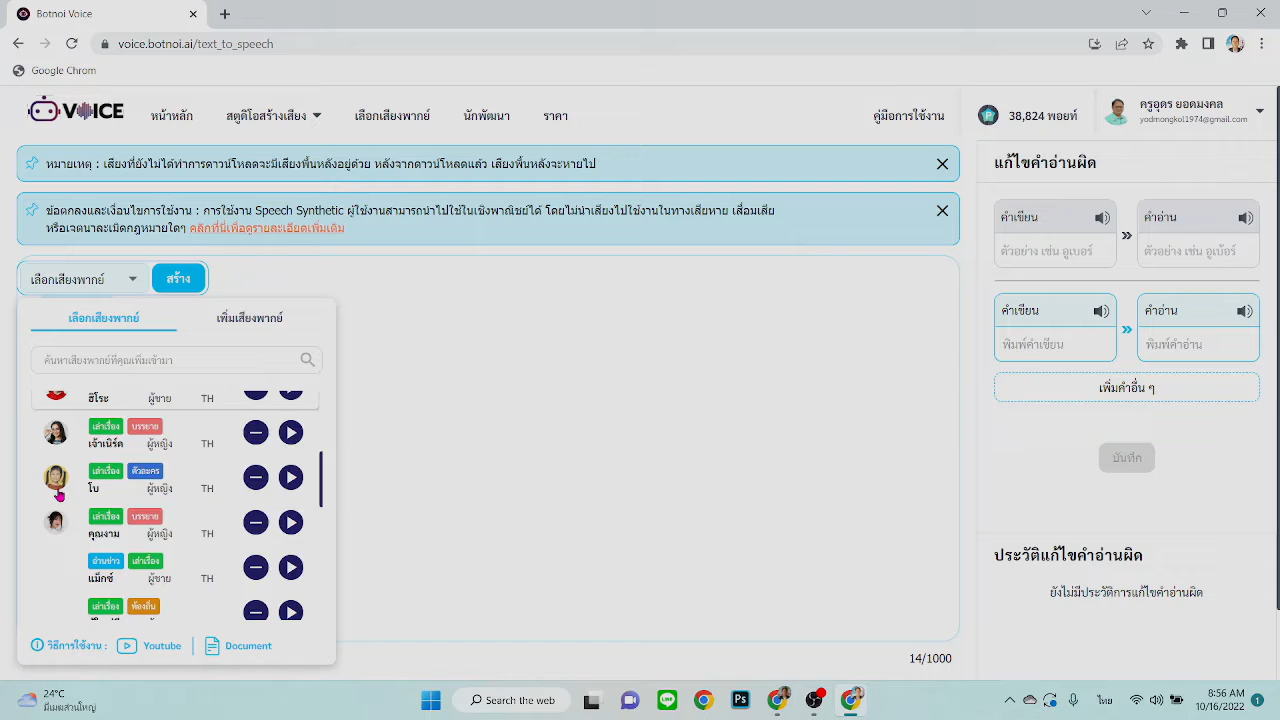 Botnoi Voice
voice.botnoi.ai/text_to_speech
Google Chrom
VOICE
หน้าหลัก
สตูดิโอสร้างเสียง
เลือกเสียงพากย์
นักพัฒนา
ราคา
คู่มือการใช้งาน
38,824 พอยท์
ครูอุดร ยอดมงคล
yodmongkol1974@gmail.com
หมายเหตุ : เสียงที่ยังไม่ได้ทำการดาวน์โหลดจะมีเสียงพื้นหลังอยู่ด้วย หลังจากดาวน์โหลดแล้ว เสียงพื้นหลังจะหายไป
ข้อตกลงและเงื่อนไขการใช้งาน : การใช้งาน Speech Synthetic ผู้ใช้งานสามารถนำไปใช้ในเชิงพาณิชย์ได้ โดยไม่นำเสียงไปใช้งานในทางเสียหาย เสื่อมเสีย
หรือเจตนาละเมิดกฎหมายใดๆ คลิกที่นี่เพื่อดูรายละเอียดเพิ่มเติม
เลือกเสียงพากย์
สร้าง
เลือกเสียงพากย์
เพิ่มเสียงพากย์
ค้นหาเสียงพากย์ที่คุณเพิ่มเข้ามา
ฮิโระ ผู้ชาย TH
เล่าเรื่อง บรรยาย
เจ้าเนิร์ด ผู้หญิง TH
เล่าเรื่อง ตัวละคร
โบ ผู้หญิง TH
เล่าเรื่อง บรรยาย
คุณงาม ผู้หญิง TH
อ่านข่าว เล่าเรื่อง
แม็กซ์ ผู้ชาย TH
เล่าเรื่อง ท้องถิ่น
วิธีการใช้งาน : Youtube Document
14/1000
แก้ไขคำอ่านผิด
คำเขียน » คำอ่าน
ตัวอย่าง เช่น อูเบอร์ ตัวอย่าง เช่น อูเบ้อร์
คำเขียน » คำอ่าน
พิมพ์คำเขียน พิมพ์คำอ่าน
เพิ่มคำอื่น ๆ
บันทึก
ประวัติแก้ไขคำอ่านผิด
ยังไม่มีประวัติการแก้ไขคำอ่านผิด
24°C
มีแดดส่วนใหญ่
Search the web
LINE
Ps
ไทย
8:56 AM
10/16/2022
1